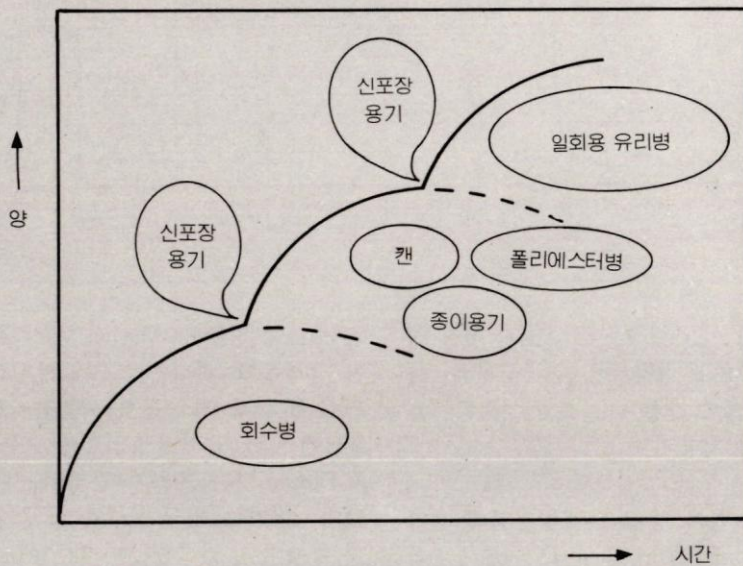 신포장
용기
일회용 유리병
양
신포장
용기
캔
폴리에스터병
종이용기
회수병
시간